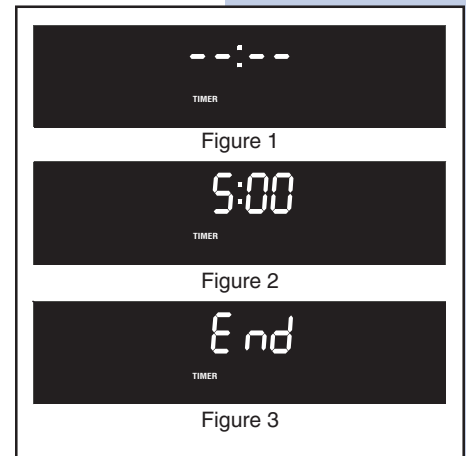 --:--
TIMER
Figure 1
5:00
TIMER
Figure 2
End
TIMER
Figure 3